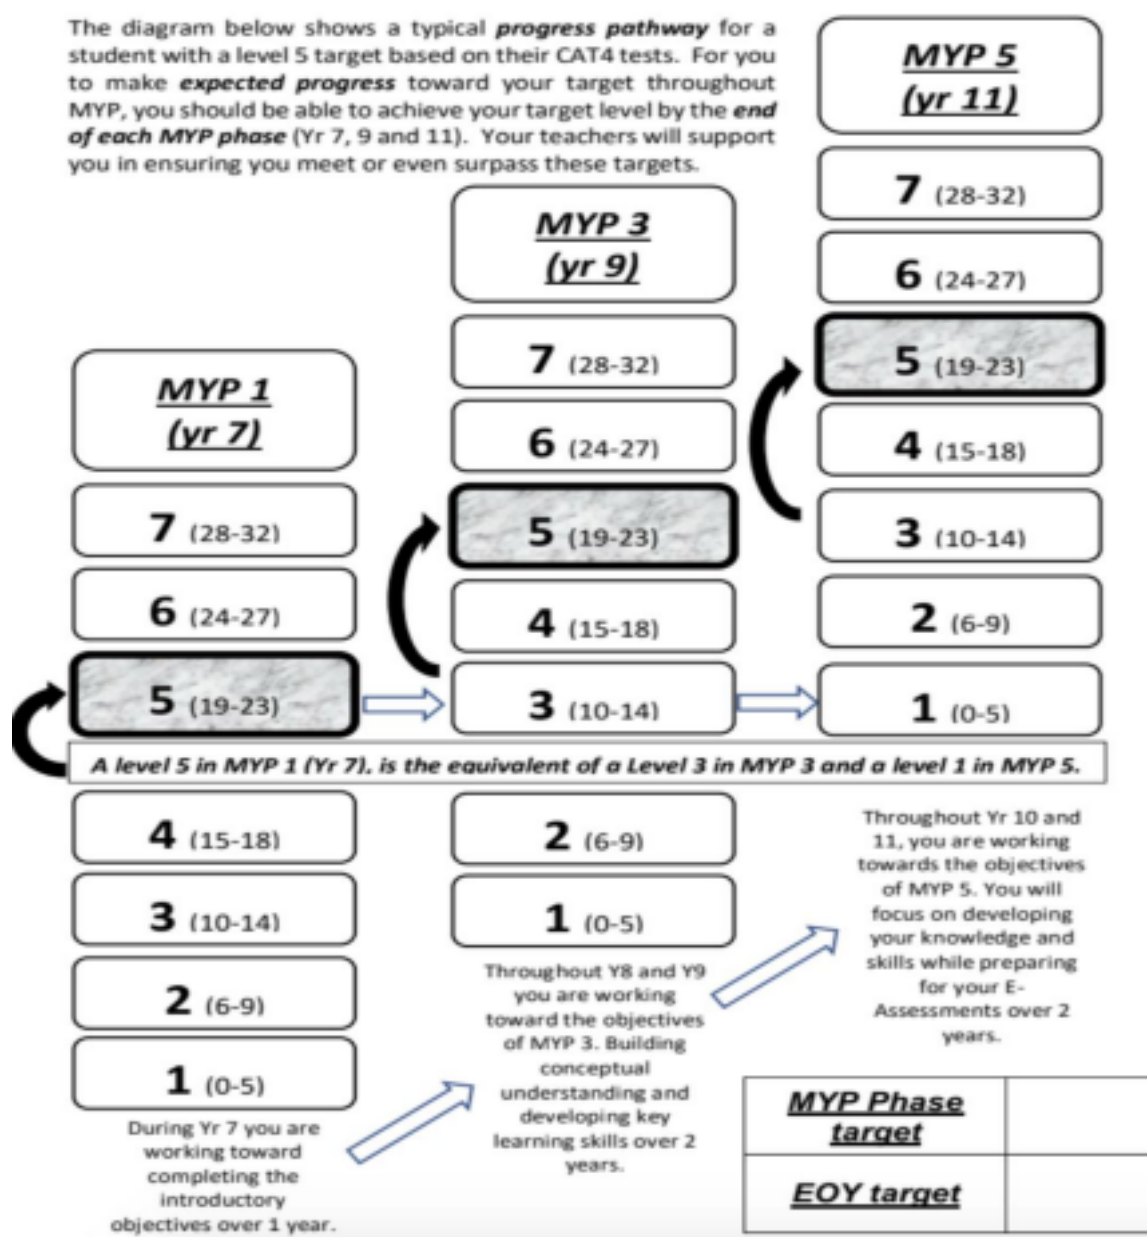 The diagram below shows a typical progress pathway for a
student with a level 5 target based on their CAT4 tests. For you
to make expected progress toward your target throughout
MYP, you should be able to achieve your target level by the end
of each MYP phase (Yr 7, 9 and 11). Your teachers will support
you in ensuring you meet or even surpass these targets.
MYP 1
(yr 7)
7 (28-32)
6 (24-27)
5 (19-23)
MYP 3
(yr 9)
7 (28-32)
6 (24-27)
5 (19-23)
4 (15-18)
3 (10-14)
MYP 5
(yr 11)
7 (28-32)
6 (24-27)
5 (19-23)
4 (15-18)
3 (10-14)
2 (6-9)
1 (0-5)
A level 5 in MYP 1 (Yr 7), is the equivalent of a Level 3 in MYP 3 and a level 1 in MYP 5.
4 (15-18)
3 (10-14)
2 (6-9)
1 (0-5)
During Yr 7 you are
working toward
completing the
introductory
objectives over 1 year.
2 (6-9)
1 (0-5)
Throughout Y8 and Y9
you are working
toward the objectives
of MYP 3. Building
conceptual
understanding and
developing key
learning skills over 2
years.
Throughout Yr 10 and
11, you are working
towards the objectives
of MYP 5. You will
focus on developing
your knowledge and
skills while preparing
for your E-
Assessments over 2
years.
MYP Phase
target
EOY target